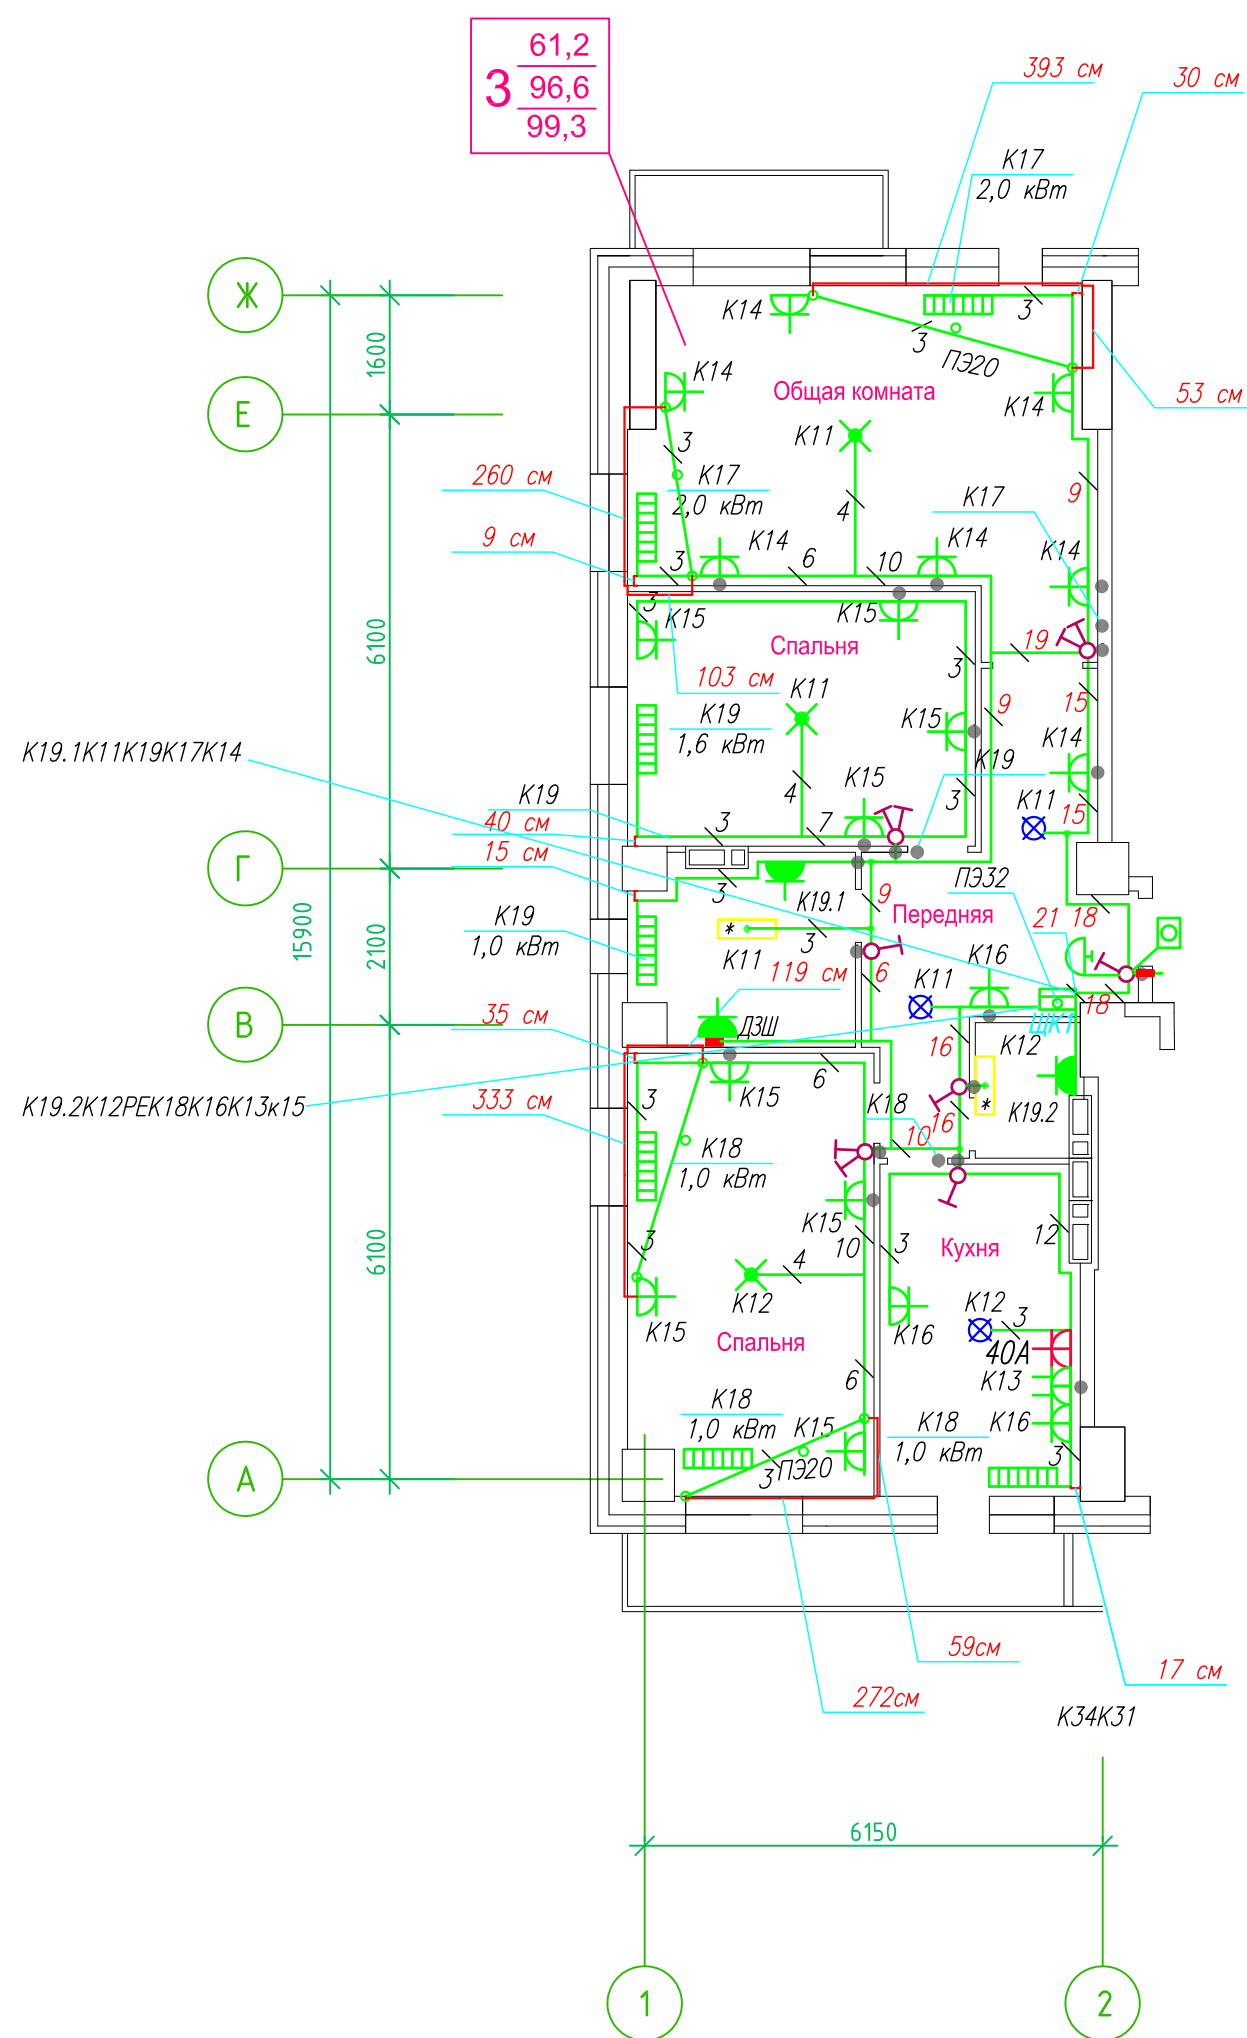 61,2
3 96,6
99,3
393 см
30 см
К17
2,0 кВт
Ж
К14
3
3
ПЭ20
1600
К14
Общая комната
К14
53 см
Е
К11
3
260 см
К17
2,0 кВт
4
К17
9
9 см
К14
К14
К14
3
6
10
3
К15
К15
6100
Спальня
19
3
103 см
К11
15
9
К19
1,6 кВт
К15
К14
К19.1К11К19К17К14
К19
4
К15
3
К19
К11
15
40 см
3
7
15 см
Г
3
К19.1
9
ПЭ32
Передняя
21
18
15900
2100
К19
1,0 кВт
3
К11
119 см
6
К16
К11
18
35 см
В
ДЗШ
ЩК1
16
К12
6
К15
К19.2К12РЕК18К16К13к15
333 см
3
К18
*
*
К19.2
16
10
К18
1,0 кВт
К15
3
10
3
12
Кухня
6100
4
К12
К12
3
К15
К16
40А
Спальня
6
К13
К18
1,0 кВт
К15
К18
1,0 кВт
К16
3
А
3
ПЭ20
59см
17 см
272см
К34К31
6150
1
2